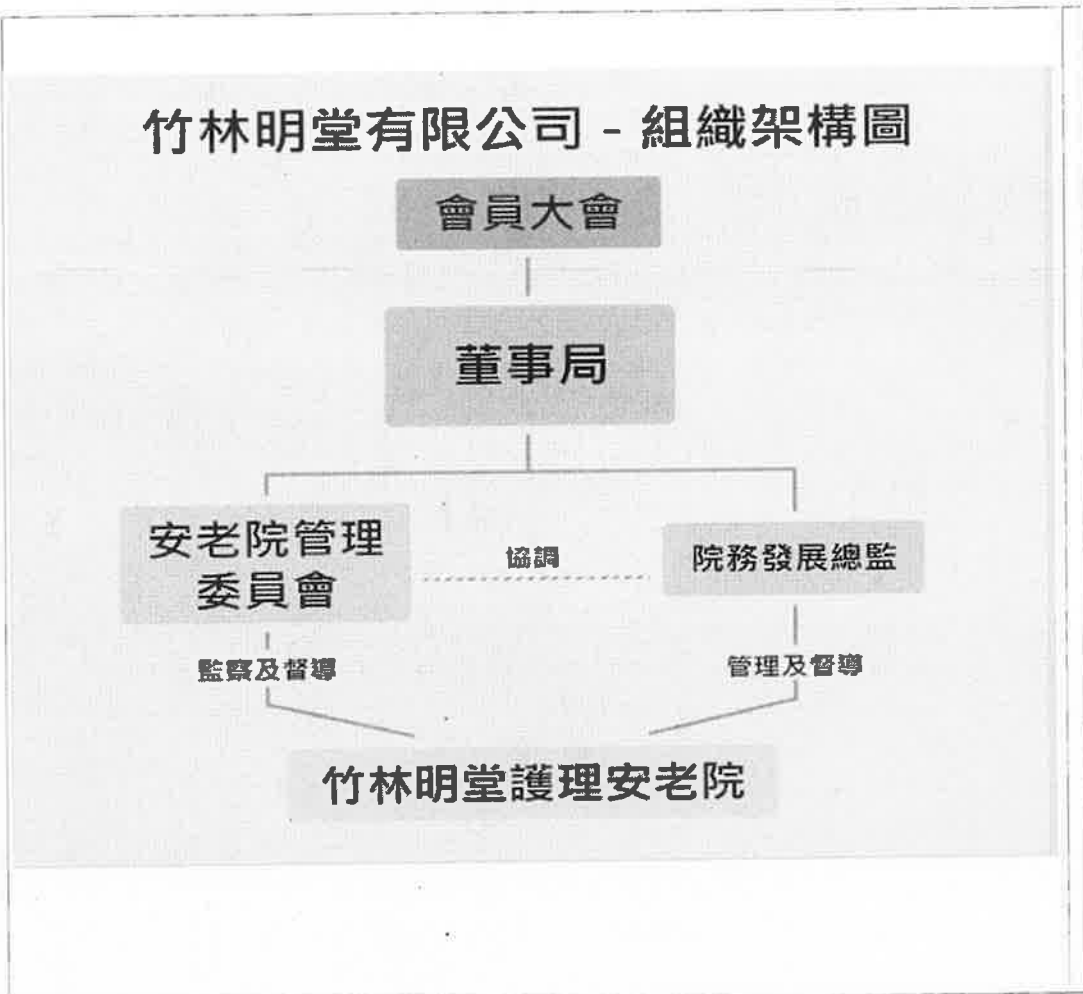 竹林明堂有限公司 - 組織架構圖
會員大會
董事局
安老院管理
委員會
協調
院務發展總監
監察及督導
管理及督導
竹林明堂護理安老院